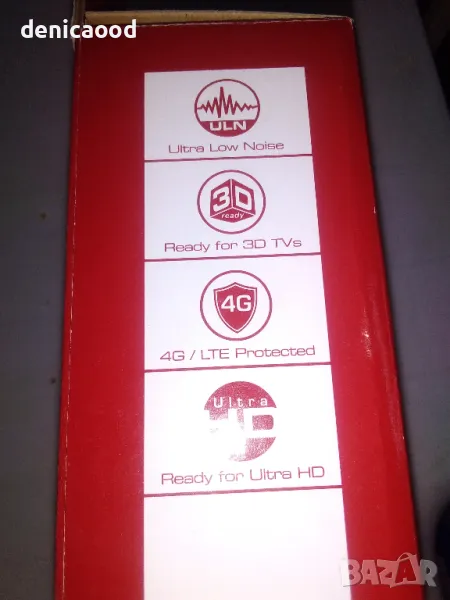 denicaood
ULN
Ultra Low Noise
3D
ready
Ready for 3D TVs
4G
4G / LTE Protected
Ultra
HD
Ready for Ultra HD
BAZAR